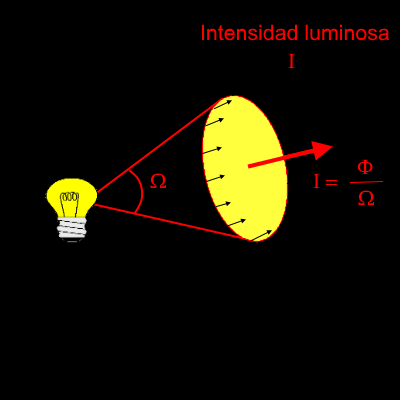 Intensidad luminosa
I
Ω
I = Φ
Ω